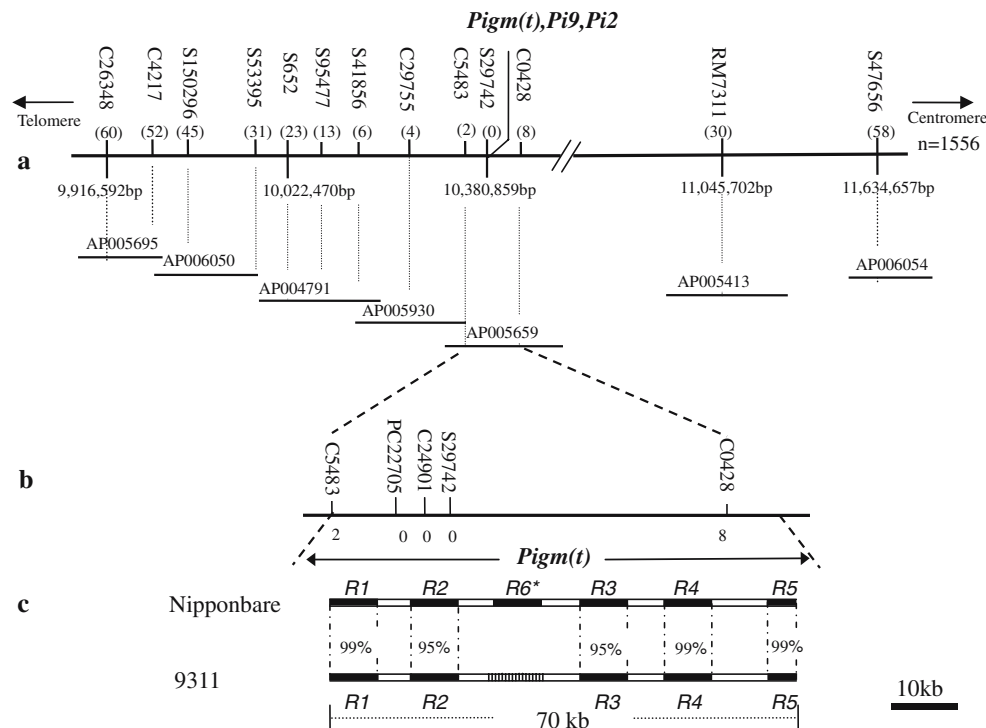 Pigm(t),Pi9,Pi2
C26348 C4217 S150296 S53395 S652 S95477 S41856 C29755 C5483 S29742 C0428 RM7311 S47656
Telomere Centromere
(60) (52) (45) (31) (23) (13) (6) (4) (2) (0) (8) (30) (58) n=1556
a
9,916,592bp 10,022,470bp 10,380,859bp 11,045,702bp 11,634,657bp
AP005695
AP006050
AP004791
AP005930
AP005659
AP005413
AP006054
b
C5483 PC22705 C24901 S29742 C0428
2 0 0 0 8
Pigm(t)
c
Nipponbare R1 R2 R6* R3 R4 R5
99% 95% 95% 99% 99%
9311
R1 R2 R3 R4 R5
70 kb
10kb